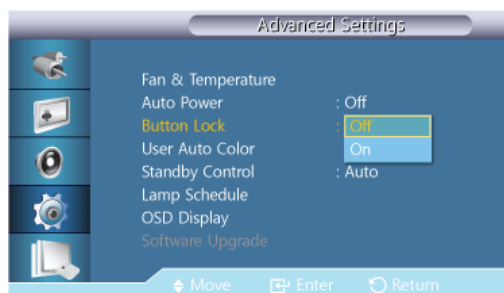 Advanced Settings
Fan & Temperature
Auto Power : Off
Button Lock : Off
On
User Auto Color
Standby Control : Auto
Lamp Schedule
OSD Display
Software Upgrade
Move Enter Return